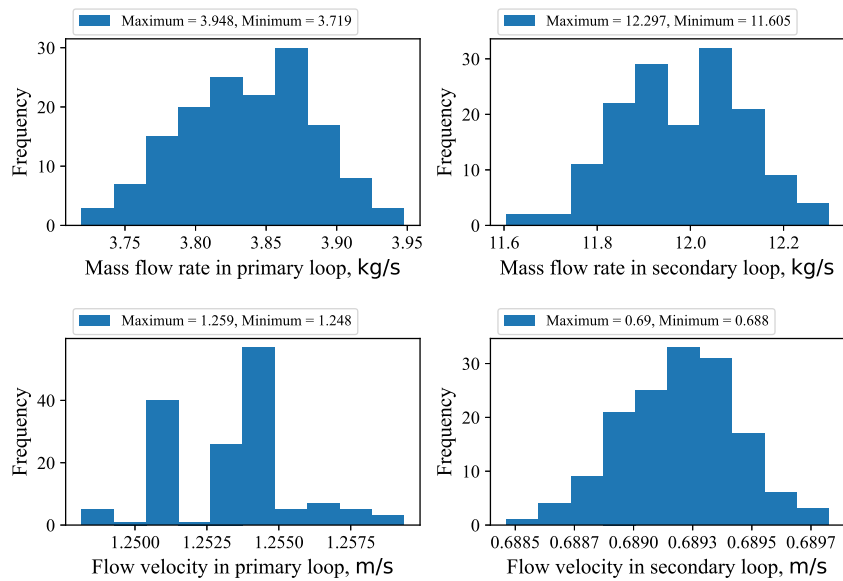 Maximum = 3.948, Minimum = 3.719
Frequency
30
20
10
0
3.75 3.80 3.85 3.90 3.95
Mass flow rate in primary loop, kg/s
Maximum = 12.297, Minimum = 11.605
Frequency
30
20
10
0
11.6 11.8 12.0 12.2
Mass flow rate in secondary loop, kg/s
Maximum = 1.259, Minimum = 1.248
Frequency
40
20
0
1.2500 1.2525 1.2550 1.2575
Flow velocity in primary loop, m/s
Maximum = 0.69, Minimum = 0.688
Frequency
30
20
10
0
0.6885 0.6887 0.6890 0.6893 0.6895 0.6897
Flow velocity in secondary loop, m/s